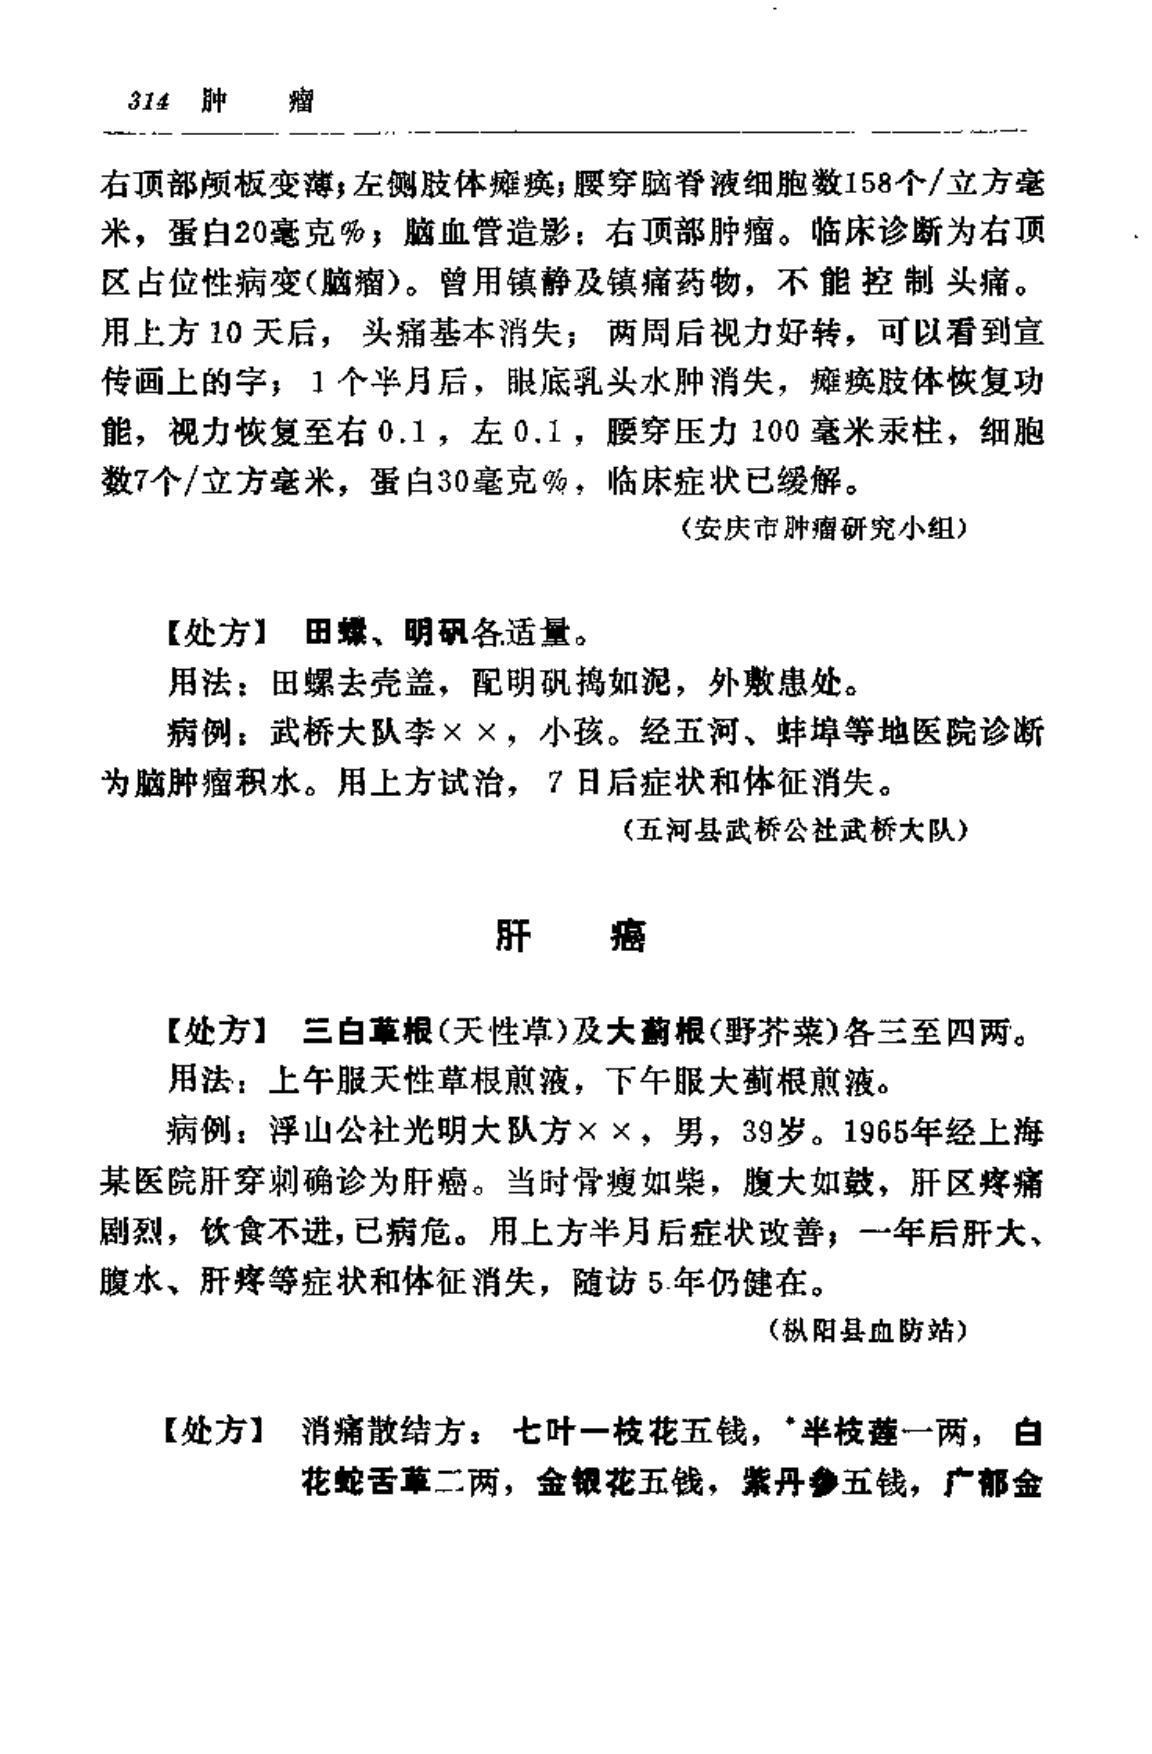 314 肿 瘤
右顶部颅板变薄；左侧肢体瘫痪；腰穿脑脊液细胞数158个/立方毫
米，蛋白20毫克％；脑血管造影：右顶部肿瘤。临床诊断为右顶
区占位性病变(脑瘤)。曾用镇静及镇痛药物，不能控制头痛。
用上方10天后，头痛基本消失；两周后视力好转，可以看到宣
传画上的字；1个半月后，眼底乳头水肿消失，瘫痪肢体恢复功
能，视力恢复至右0.1，左0.1，腰穿压力100毫米汞柱，细胞
数7个/立方毫米，蛋白30毫克％，临床症状已缓解。
(安庆市肿瘤研究小组)
【处方】 田螺、明矾各适量。
用法：田螺去壳盖，配明矾捣如泥，外敷患处。
病例：武桥大队李××，小孩。经五河、蚌埠等地医院诊断
为脑肿瘤积水。用上方试治，7日后症状和体征消失。
(五河县武桥公社武桥大队)
肝 癌
【处方】 三白草根(天性草)及大蓟根(野芥菜)各三至四两。
用法：上午服天性草根煎液，下午服大蓟根煎液。
病例：浮山公社光明大队方××，男，39岁。1965年经上海
某医院肝穿刺确诊为肝癌。当时骨瘦如柴，腹大如鼓，肝区疼痛
剧烈，饮食不进，已病危。用上方半月后症状改善；一年后肝大、
腹水、肝疼等症状和体征消失，随访5年仍健在。
(枞阳县血防站)
【处方】 消痛散结方：七叶一枝花五钱，*半枝莲一两，白
花蛇舌草二两，金银花五钱，紫丹参五钱，广郁金